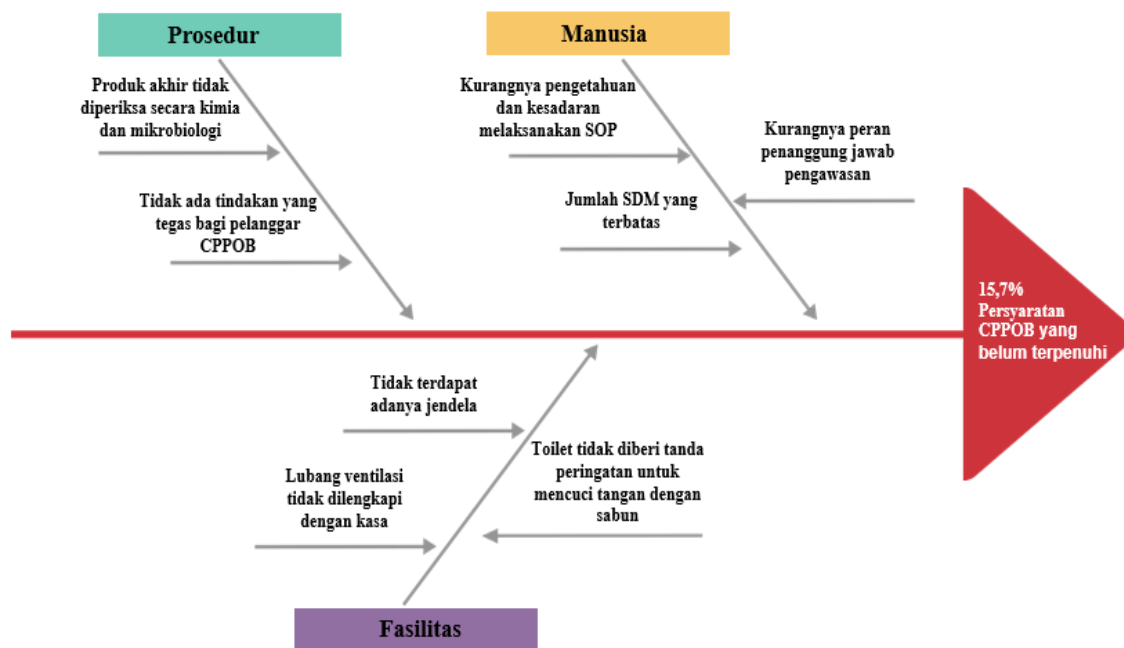 Prosedur
Produk akhir tidak
diperiksa secara kimia
dan mikrobiologi
Tidak ada tindakan yang
tegas bagi pelanggar
CPPOB
Manusia
Kurangnya pengetahuan
dan kesadaran
melaksanakan SOP
Kurangnya peran
penanggung jawab
pengawasan
Jumlah SDM yang
terbatas
15,7%
Persyaratan
CPPOB yang
belum terpenuhi
Tidak terdapat
adanya jendela
Lubang ventilasi
tidak dilengkapi
dengan kasa
Toilet tidak diberi tanda
peringatan untuk
mencuci tangan dengan
sabun
Fasilitas